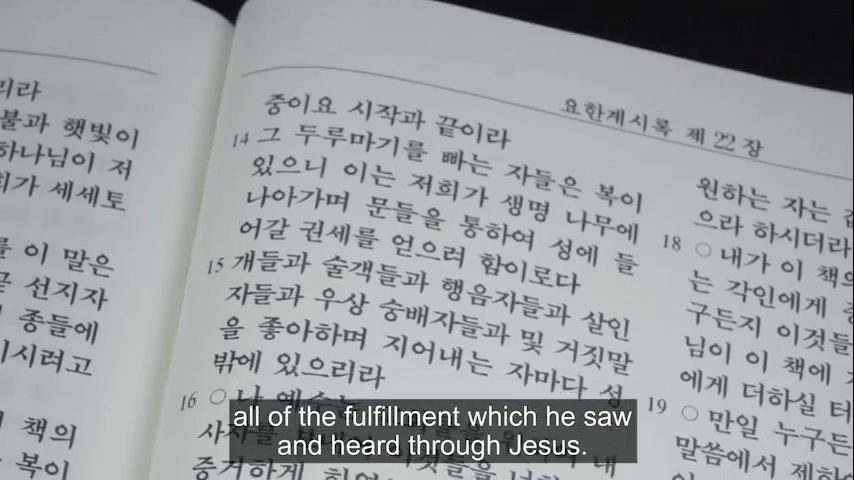 요한계시록 제 22 장
리라
불과 햇빛이
하나님이 저
희가 세세토
를 이 말은
선지자
종들에
이시려고
책의
복이
중이요 시작과 끝이라
14 그 두루마기를 빠는 자들은 복이
있으니 이는 저희가 생명 나무에
나아가며 문들을 통하여 성에 들
어갈 권세를 얻으려 함이로다
15 개들과 술객들과 행음자들과 살인
자들과 우상 숭배자들과 및 거짓말
을 좋아하며 지어내는 자마다 성
밖에 있으리라
16 ○ 나 예수는
원하는 자는
으라 하시더라
18 ○ 내가 이 책의
는 각인에게
구든지 이것들
님이 이 책에
에게 더하실 터
19 ○ 만일 누구든
말씀에서 제하
all of the fulfillment which he saw
and heard through Jesus.